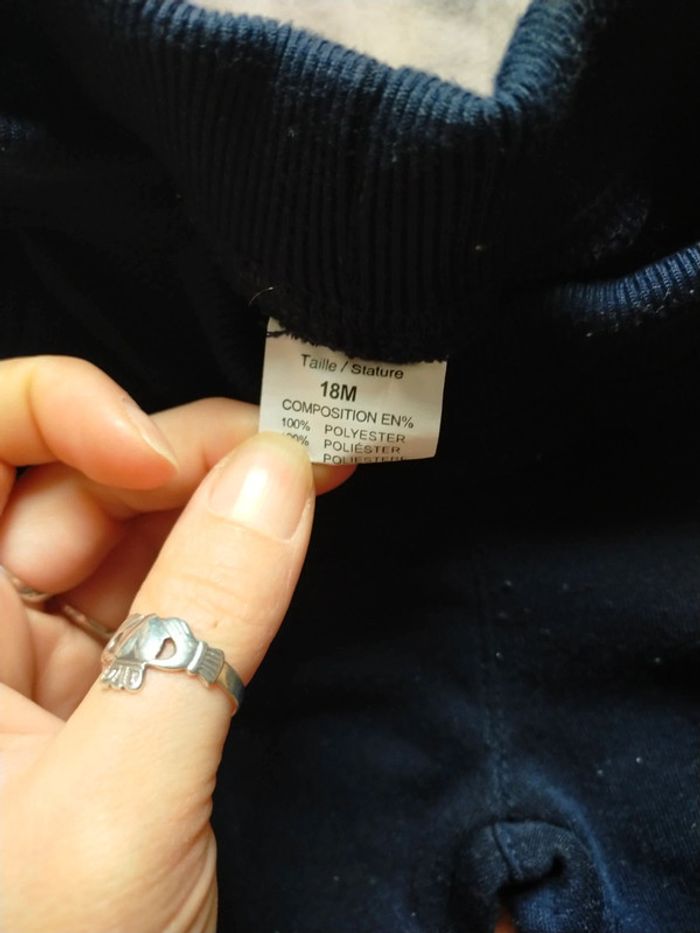 Taille / Stature
18M
COMPOSITION EN%
100% POLYESTER
POLIÉSTER